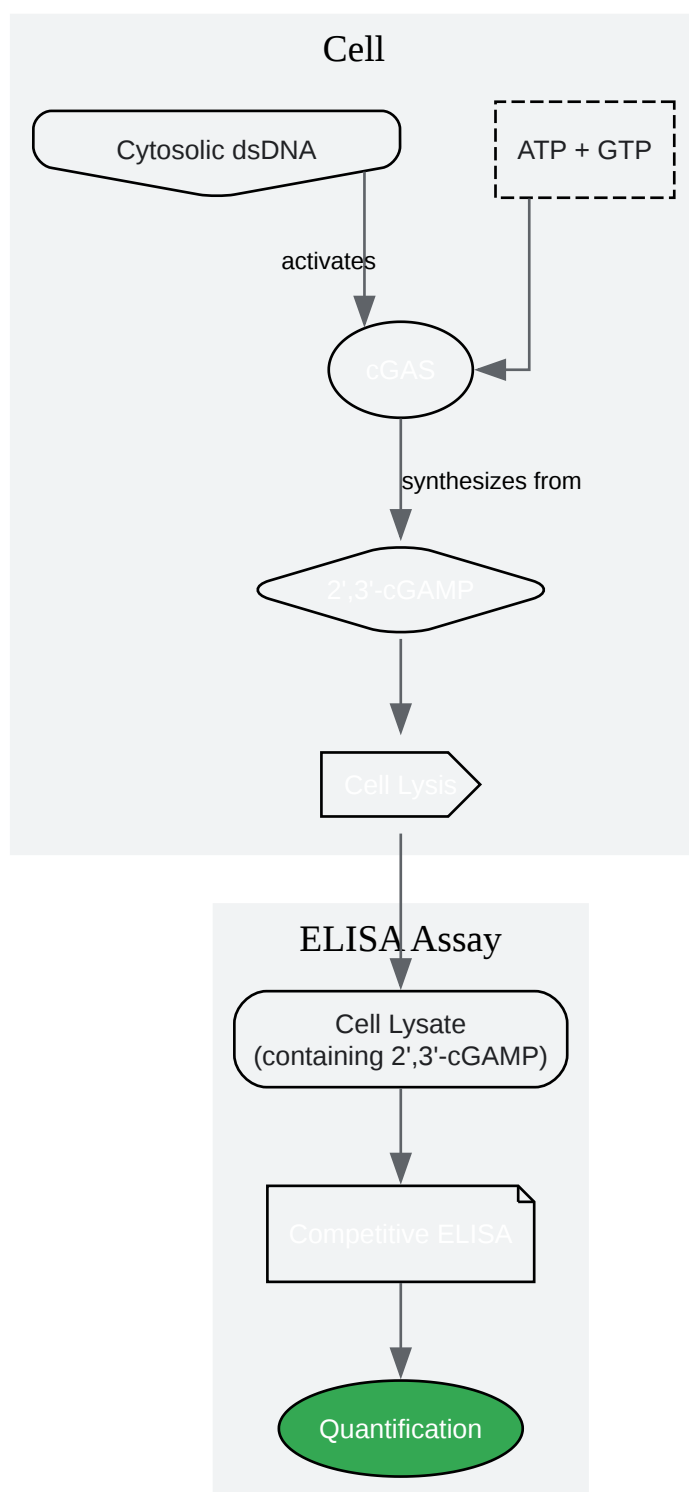 Cell
Cytosolic dsDNA
ATP + GTP
activates
cGAS
synthesizes from
2',3'-cGAMP
Cell Lysis
ELISA Assay
Cell Lysate
(containing 2',3'-cGAMP)
Competitive ELISA
Quantification